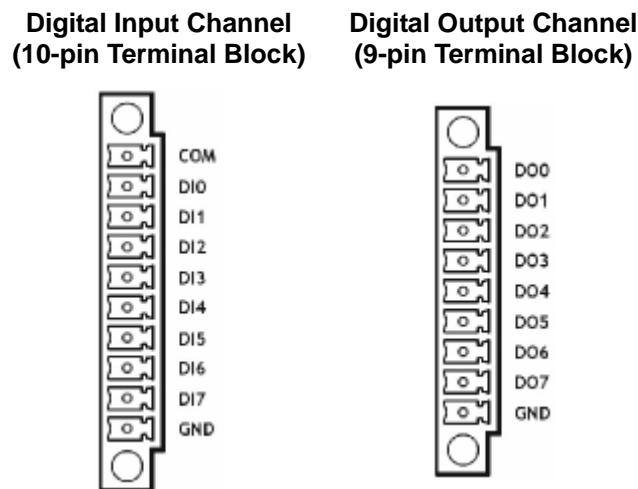 Digital Input Channel
(10-pin Terminal Block)
COM
DI0
DI1
DI2
DI3
DI4
DI5
DI6
DI7
GND
Digital Output Channel
(9-pin Terminal Block)
DO0
DO1
DO2
DO3
DO4
DO5
DO6
DO7
GND